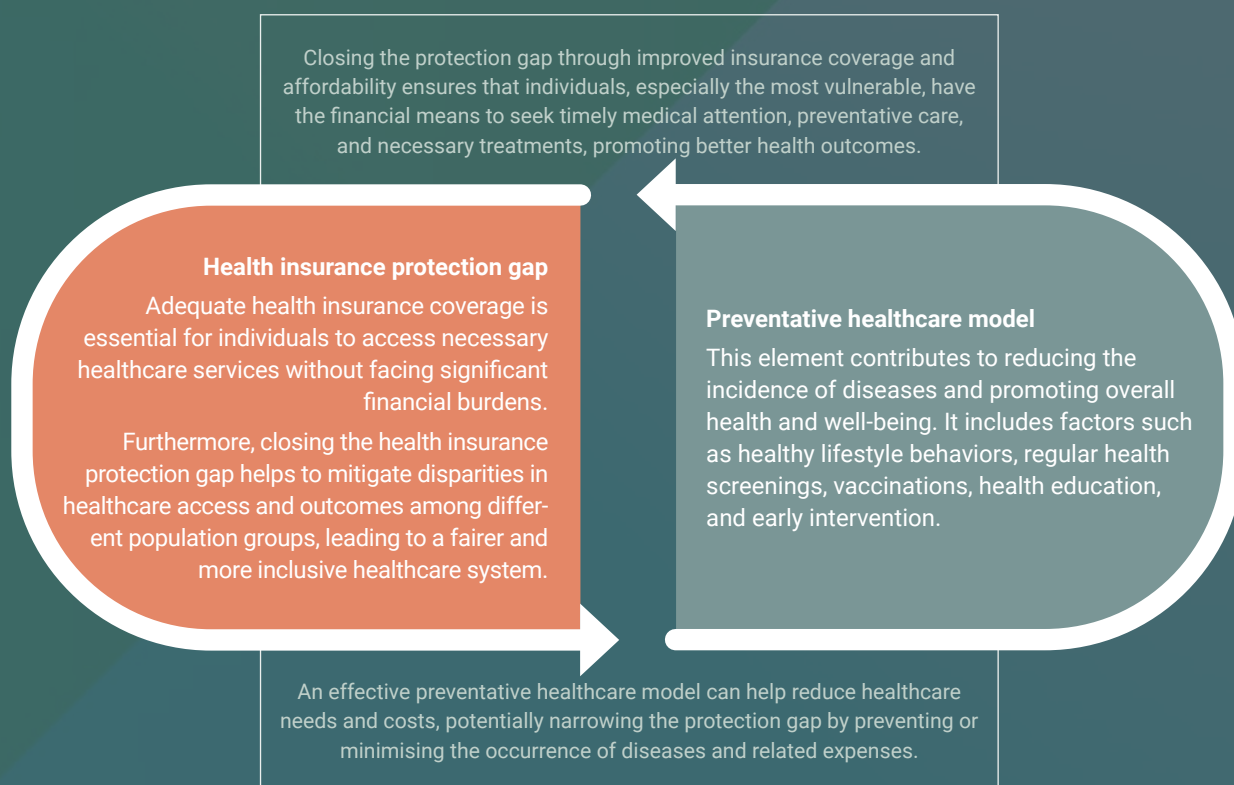 Closing the protection gap through improved insurance coverage and
affordability ensures that individuals, especially the most vulnerable, have
the financial means to seek timely medical attention, preventative care,
and necessary treatments, promoting better health outcomes.
Health insurance protection gap
Adequate health insurance coverage is
essential for individuals to access necessary
healthcare services without facing significant
financial burdens.
Furthermore, closing the health insurance
protection gap helps to mitigate disparities in
healthcare access and outcomes among differ-
ent population groups, leading to a fairer and
more inclusive healthcare system.
Preventative healthcare model
This element contributes to reducing the
incidence of diseases and promoting overall
health and well-being. It includes factors such
as healthy lifestyle behaviors, regular health
screenings, vaccinations, health education,
and early intervention.
An effective preventative healthcare model can help reduce healthcare
needs and costs, potentially narrowing the protection gap by preventing or
minimising the occurrence of diseases and related expenses.